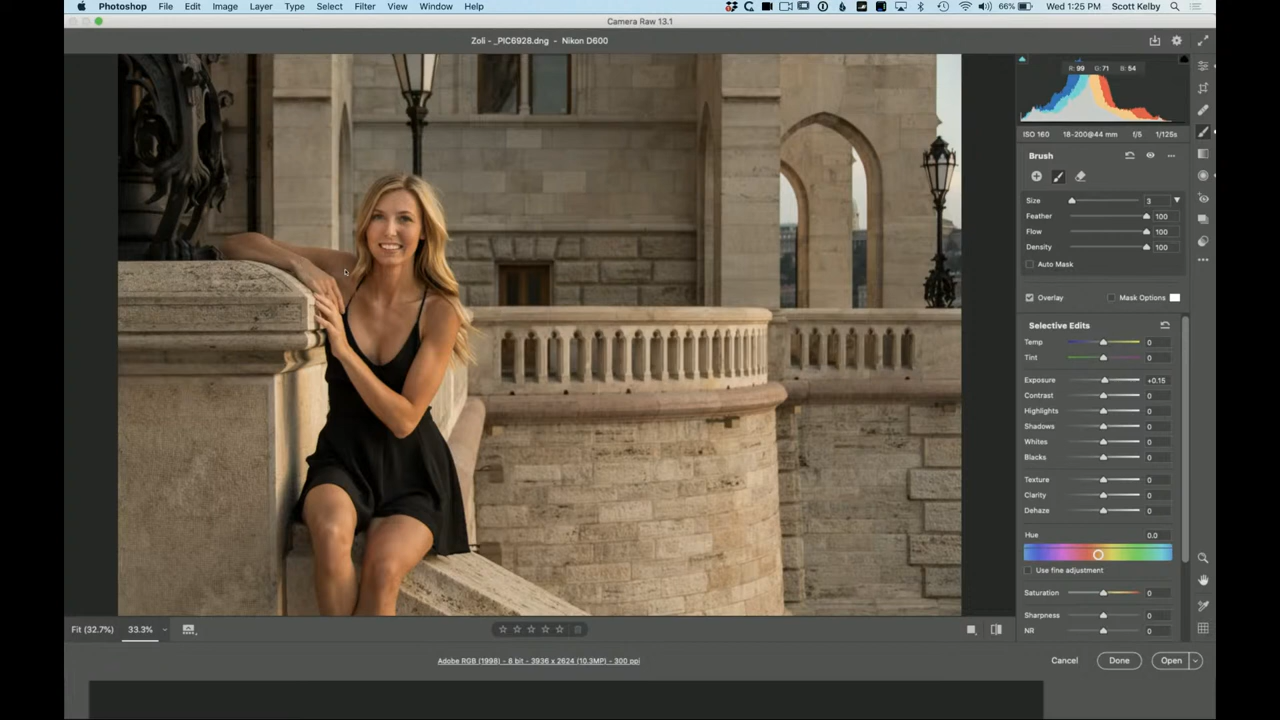 Photoshop File Edit Image Layer Type Select Filter View Window Help 66% Wed 1:25 PM Scott Kelby
Camera Raw 13.1
Zoli - _PIC6928.dng - Nikon D600
R: 99 G: 71 B: 54
ISO 160 18-200@44 mm f/5 1/125s
Brush
Size 3
Feather 100
Flow 100
Density 100
Auto Mask
Overlay Mask Options
Selective Edits
Temp 0
Tint 0
Exposure +0.15
Contrast 0
Highlights 0
Shadows 0
Whites 0
Blacks 0
Texture 0
Clarity 0
Dehaze 0
Hue 0.0
Use fine adjustment
Saturation 0
Sharpness 0
NR 0
Fit (32.7%) 33.3%
Adobe RGB (1998) - 8 bit - 3936 x 2624 (10.3MP) - 300 ppi
Cancel Done Open